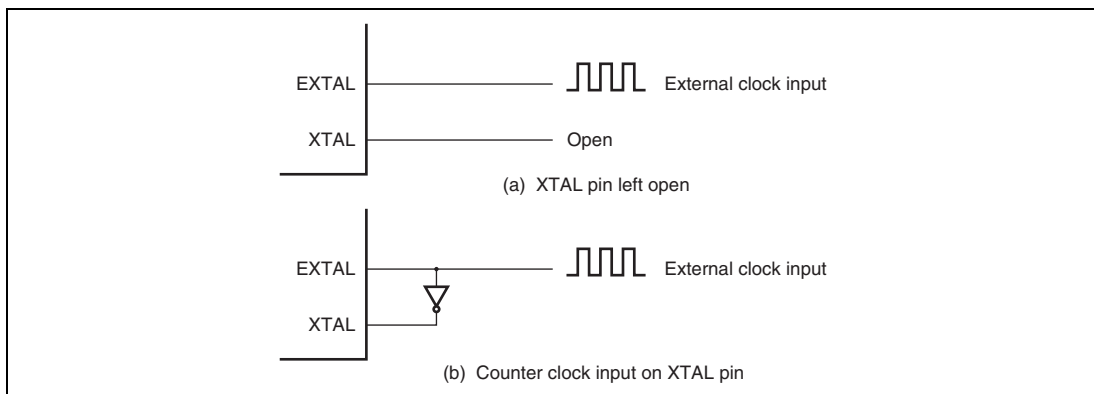 EXTAL External clock input
XTAL Open
(a) XTAL pin left open
EXTAL External clock input
XTAL
(b) Counter clock input on XTAL pin